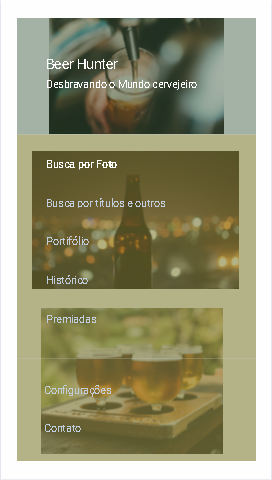 Beer Hunter
Desbravando o Mundo cervejeiro
Busca por Foto
Busca por títulos e outros
Portifólio
Histórico
Premiadas
Configurações
Contato